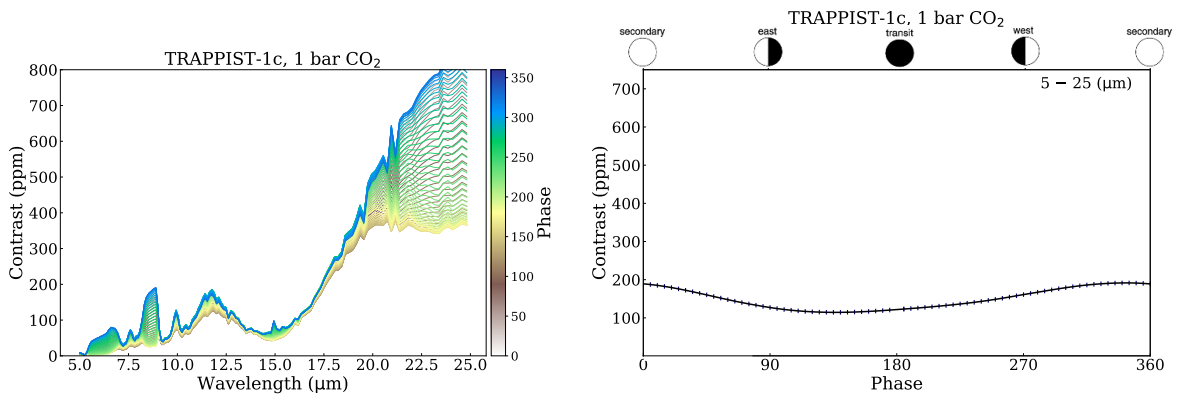 TRAPPIST-1c, 1 bar CO₂
800
700
600
500
400
300
200
100
0
Contrast (ppm)
5.0 7.5 10.0 12.5 15.0 17.5 20.0 22.5 25.0
Wavelength (μm)
350
300
250
200
150
100
50
0
Phase
TRAPPIST-1c, 1 bar CO₂
secondary east transit west secondary
5 − 25 (μm)
700
600
500
400
300
200
100
Contrast (ppm)
0 90 180 270 360
Phase